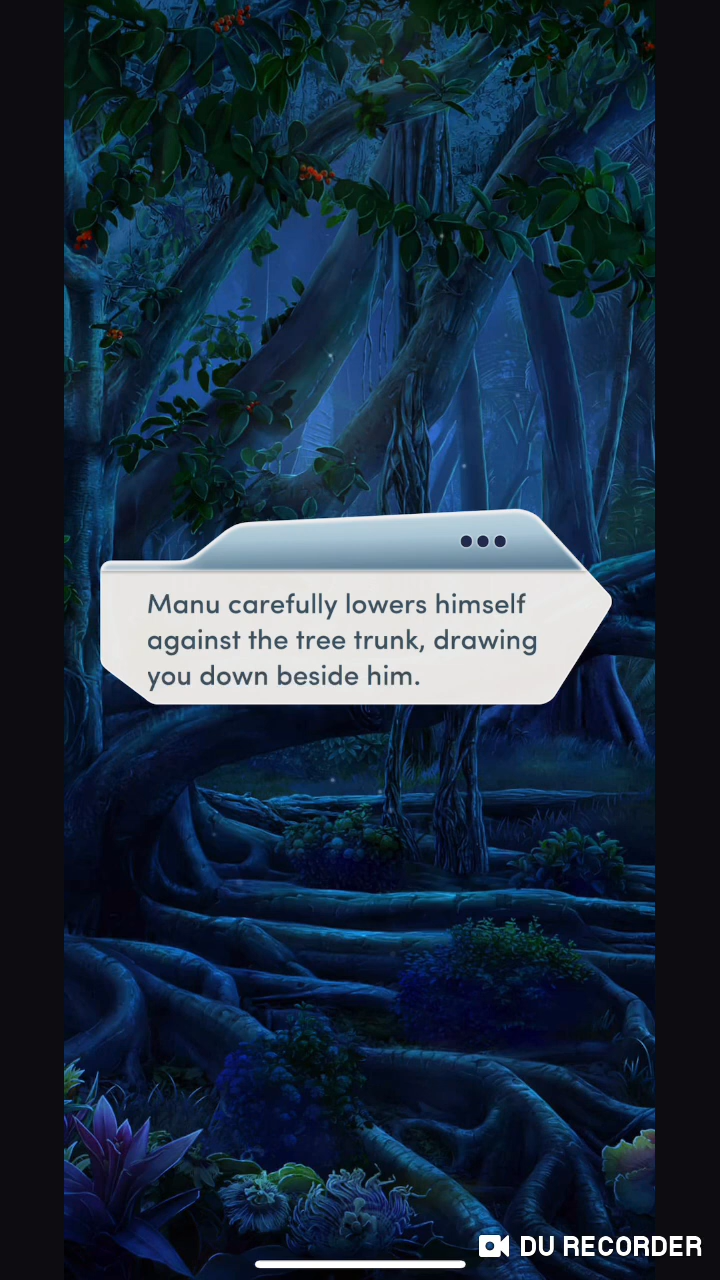 Manu carefully lowers himself
against the tree trunk, drawing
you down beside him.
DU RECORDER